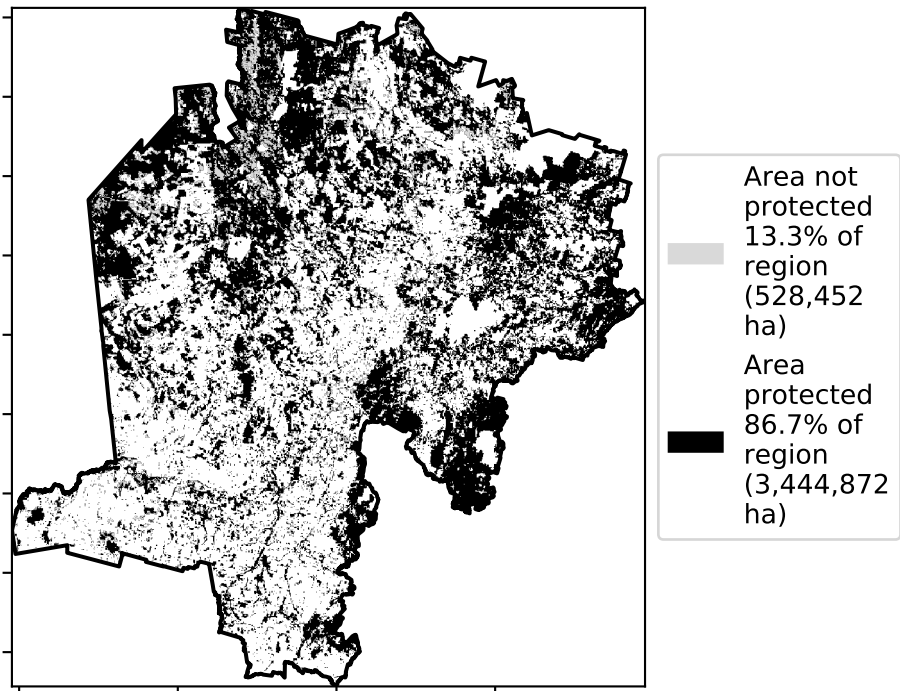 Area not
protected
13.3% of
region
(528,452
ha)
Area
protected
86.7% of
region
(3,444,872
ha)